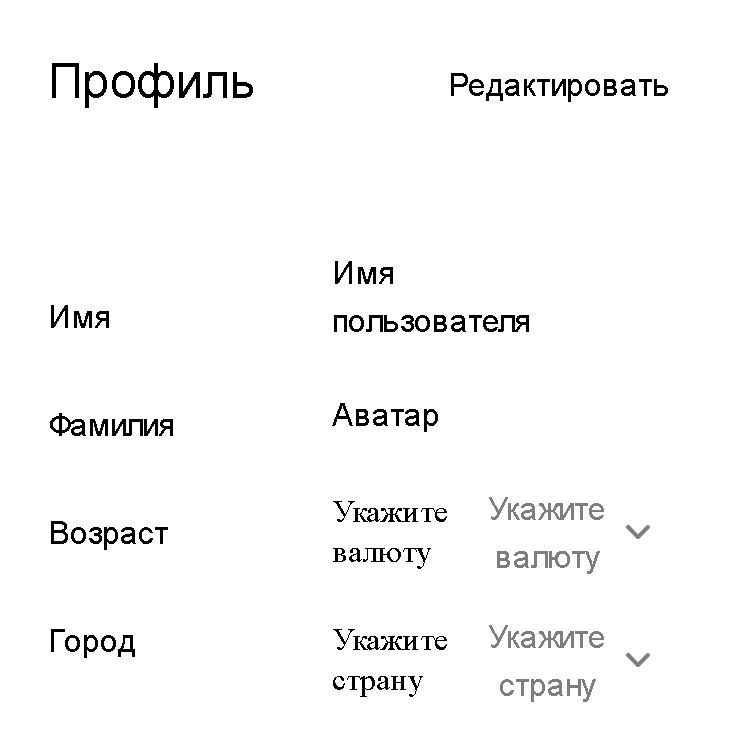 Профиль
Редактировать
Имя
Фамилия
Возраст
Город
Имя
пользователя
Аватар
Укажите
валюту
Укажите
валюту
Укажите
страну
Укажите
страну